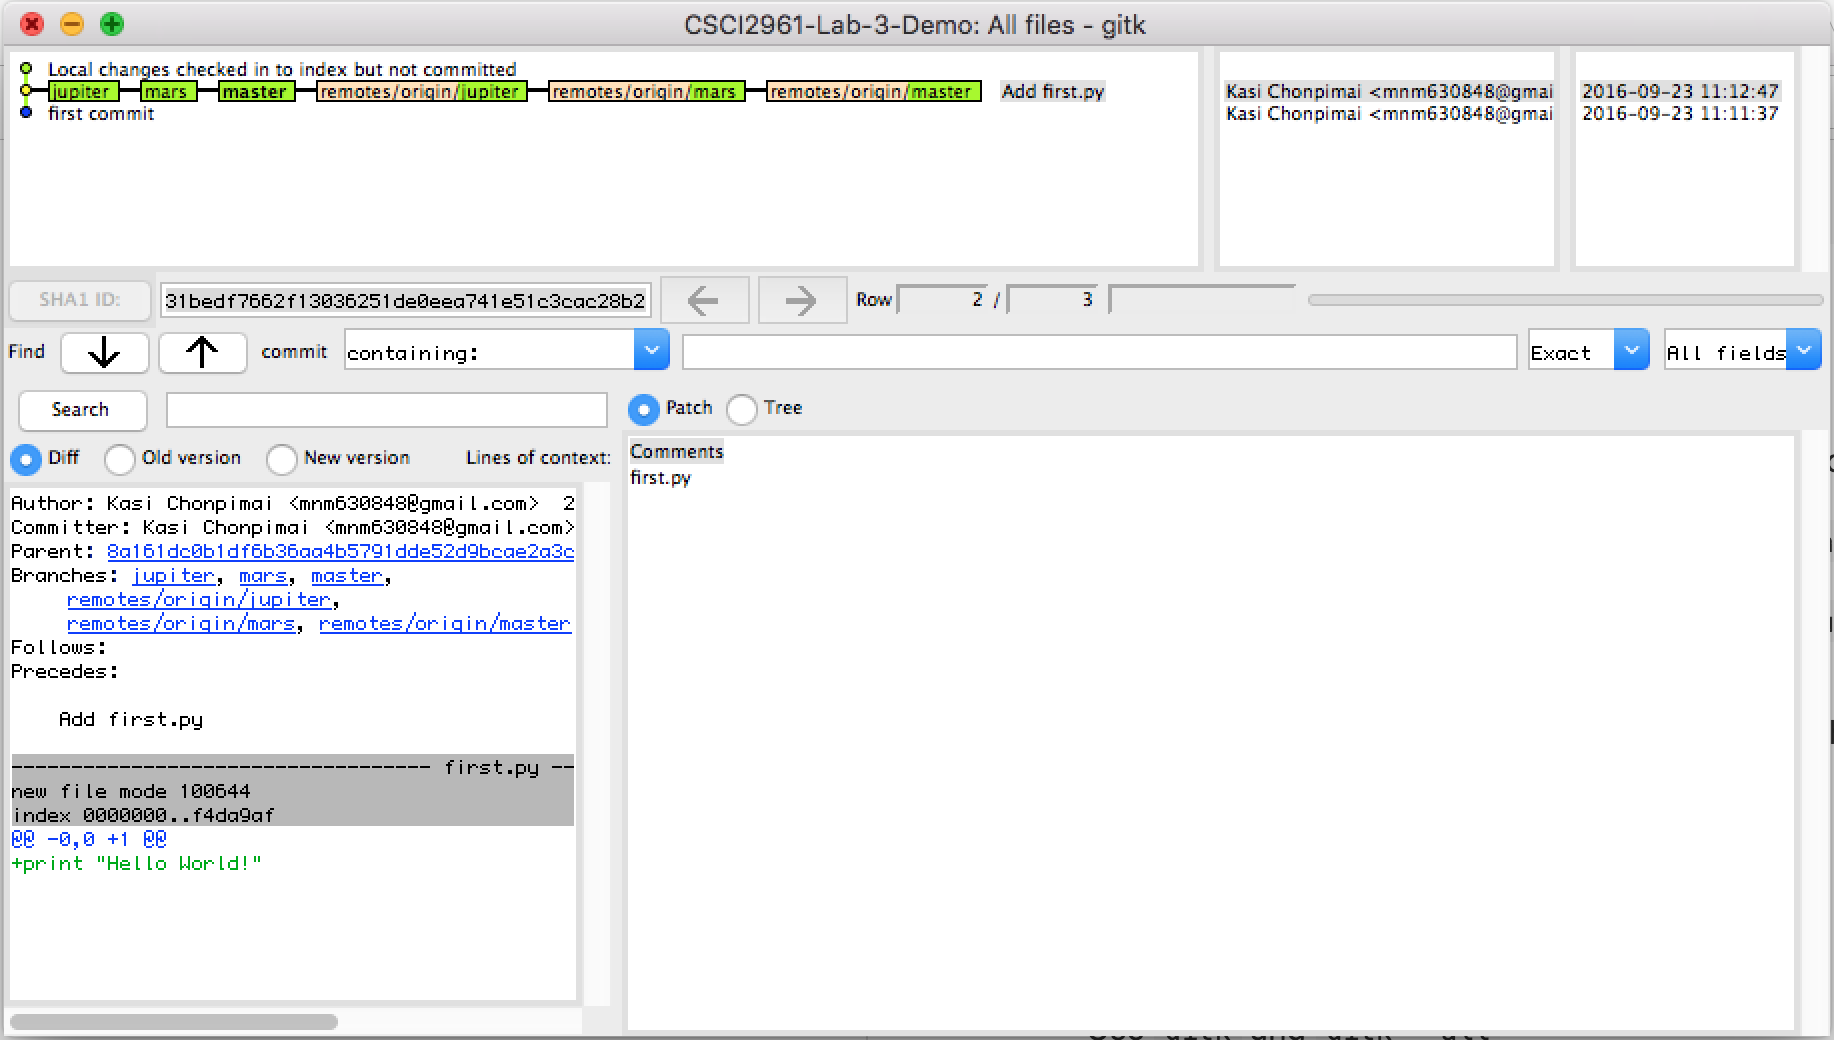 CSCI2961-Lab-3-Demo: All files - gitk
Local changes checked in to index but not committed
jupiter mars master remotes/origin/jupiter remotes/origin/mars remotes/origin/master Add first.py Kasi Chonpimai <mnm630848@gmai 2016-09-23 11:12:47
first commit Kasi Chonpimai <mnm630848@gmai 2016-09-23 11:11:37
SHA1 ID: 31bedf7662f13036251de0eea741e51c3cac28b2 Row 2 / 3
Find commit containing: Exact All fields
Search Patch Tree
Diff Old version New version Lines of context:
Comments
first.py
Author: Kasi Chonpimai <mnm630848@gmail.com> 2
Committer: Kasi Chonpimai <mnm630848@gmail.com>
Parent: 8a161dc0b1df6b36aa4b5791dde52d9bcae2a3c
Branches: jupiter, mars, master,
remotes/origin/jupiter,
remotes/origin/mars, remotes/origin/master
Follows:
Precedes:
Add first.py
----------------------------------- first.py --
new file mode 100644
index 0000000..f4da9af
@@ -0,0 +1 @@
+print "Hello World!"